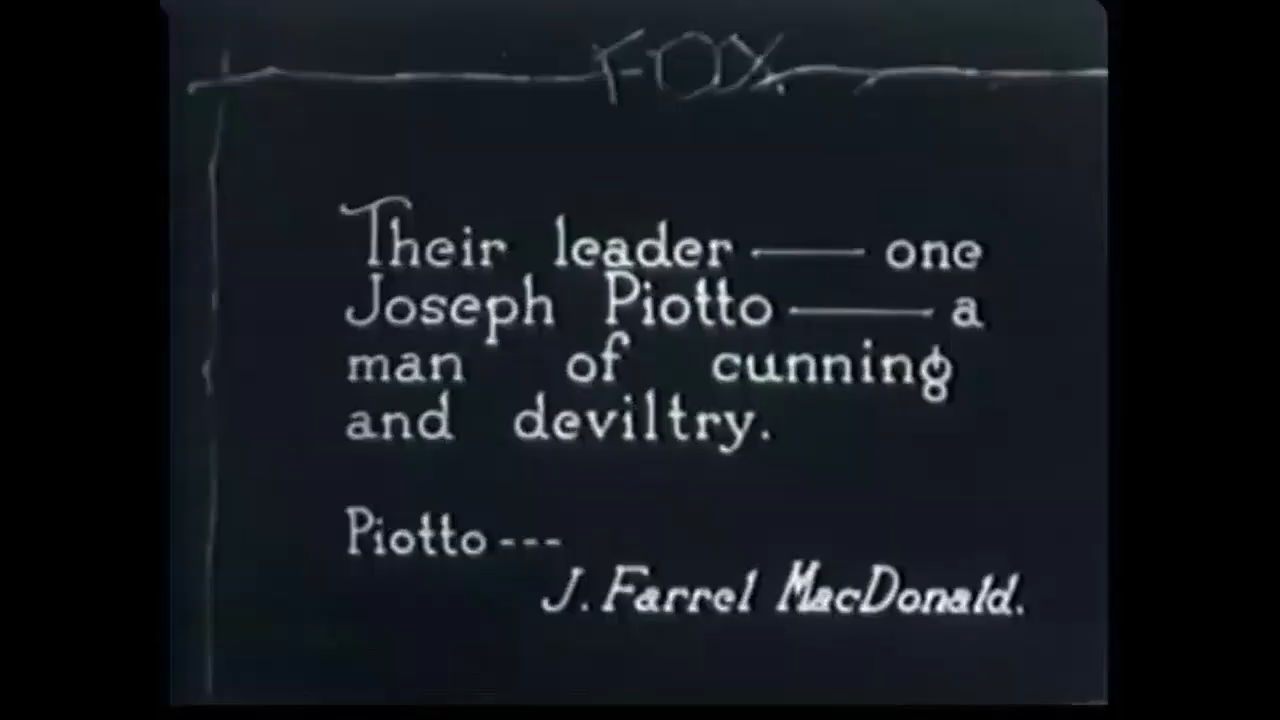 FOX
Their leader —— one
Joseph Piotto —— a
man of cunning
and deviltry.
Piotto ---
J. Farrel MacDonald.